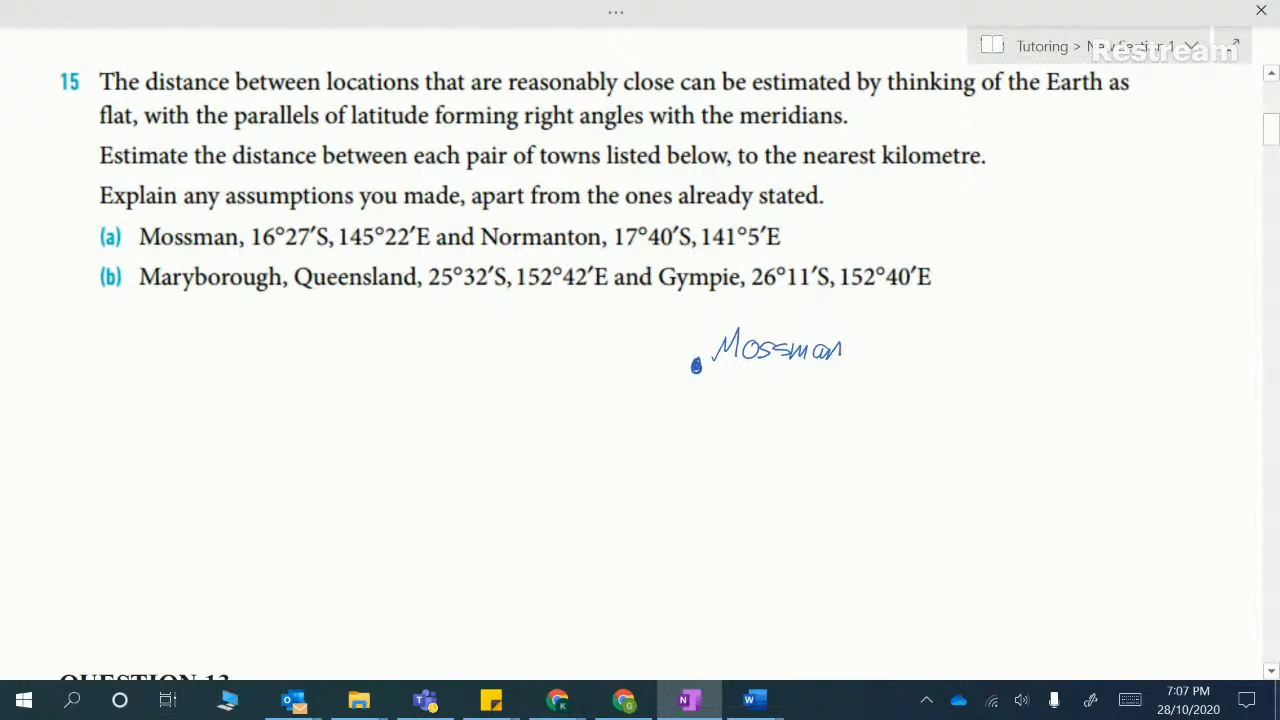 ...
Tutoring > New Section 1
Restream
15 The distance between locations that are reasonably close can be estimated by thinking of the Earth as
flat, with the parallels of latitude forming right angles with the meridians.
Estimate the distance between each pair of towns listed below, to the nearest kilometre.
Explain any assumptions you made, apart from the ones already stated.
(a) Mossman, 16°27′S, 145°22′E and Normanton, 17°40′S, 141°5′E
(b) Maryborough, Queensland, 25°32′S, 152°42′E and Gympie, 26°11′S, 152°40′E
Mossman
QUESTION 13
7:07 PM
28/10/2020